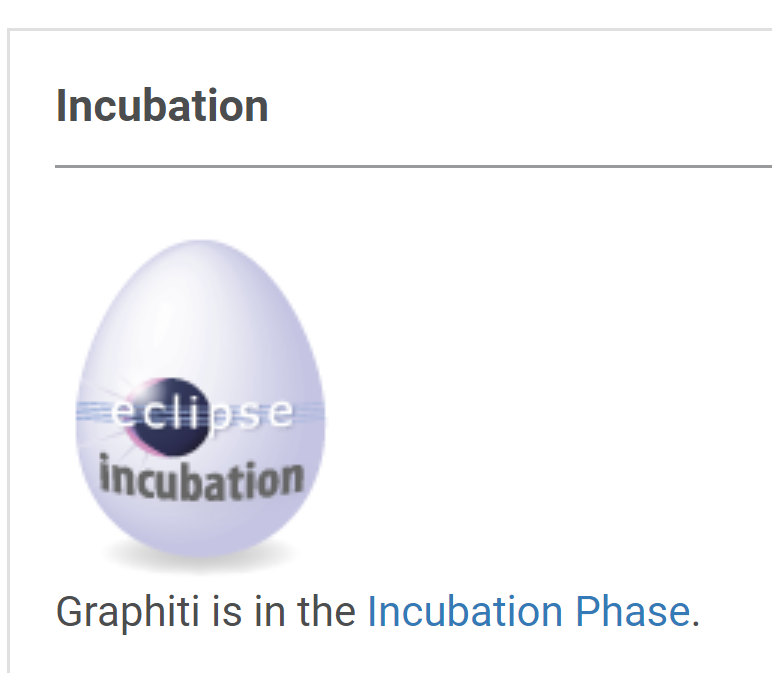 Incubation
eclipse
incubation
Graphiti is in the Incubation Phase.